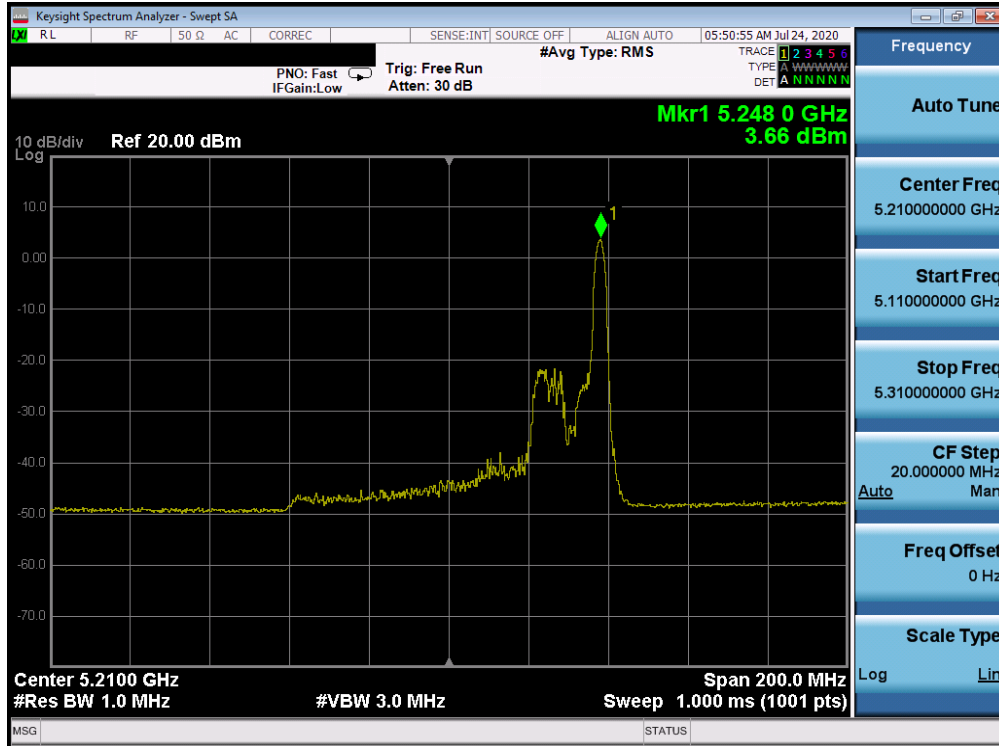 Keysight Spectrum Analyzer - Swept SA
LXI RL RF 50 Ω AC CORREC SENSE:INT SOURCE OFF ALIGN AUTO 05:50:55 AM Jul 24, 2020
PNO: Fast
IFGain:Low
Trig: Free Run
Atten: 30 dB
#Avg Type: RMS
TRACE 1 2 3 4 5 6
TYPE A WWWWW
DET A N N N N N
Mkr1 5.248 0 GHz
3.66 dBm
10 dB/div
Log
Ref 20.00 dBm
1
10.0
0.00
-10.0
-20.0
-30.0
-40.0
-50.0
-60.0
-70.0
Center 5.2100 GHz
#Res BW 1.0 MHz
#VBW 3.0 MHz
Span 200.0 MHz
Sweep 1.000 ms (1001 pts)
MSG
STATUS
Frequency
Auto Tune
Center Freq
5.210000000 GHz
Start Freq
5.110000000 GHz
Stop Freq
5.310000000 GHz
CF Step
20.000000 MHz
Auto Man
Freq Offset
0 Hz
Scale Type
Log Lin